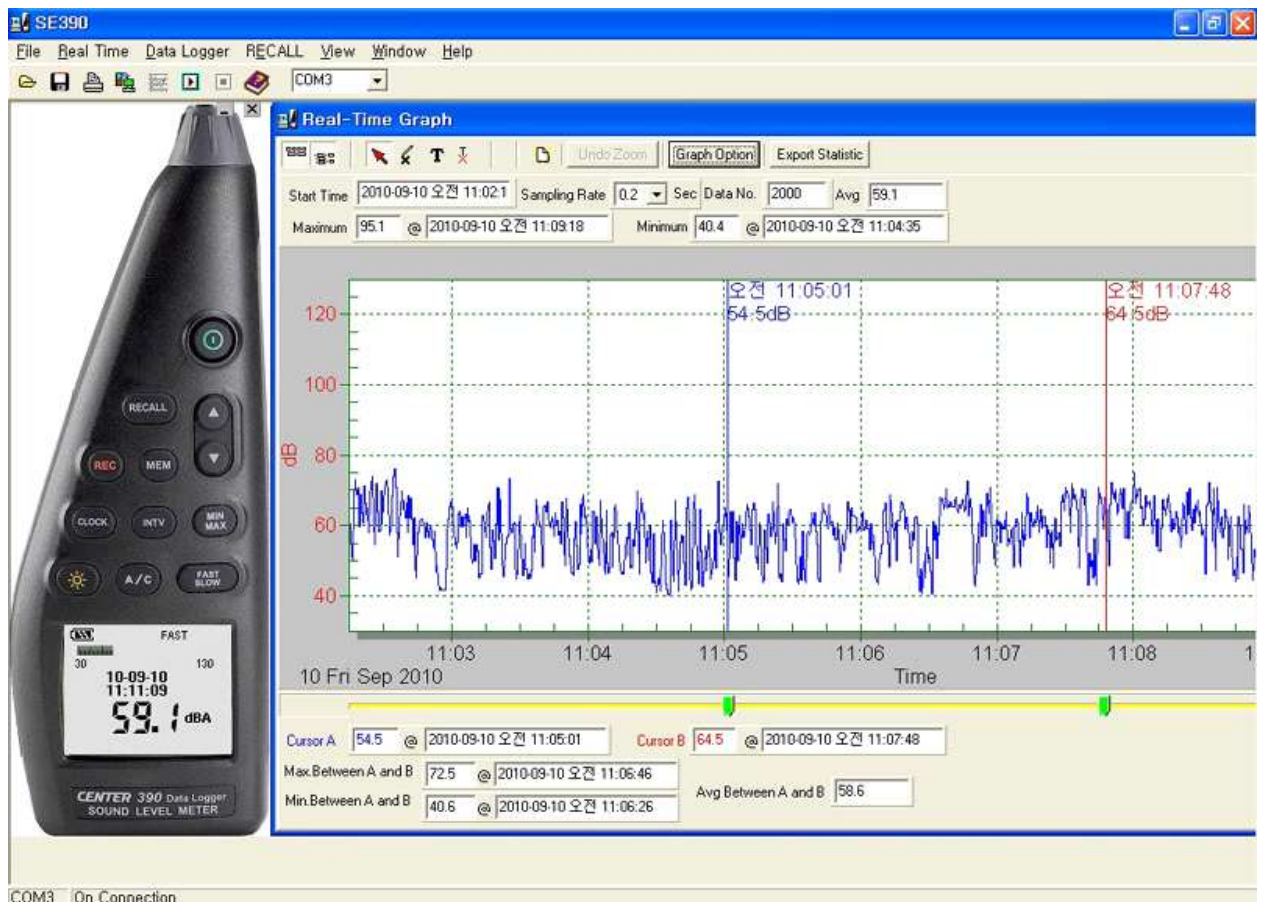 SE390
File Real Time Data Logger RECALL View Window Help
COM3
Real-Time Graph
T
Undo Zoom Graph Option Export Statistic
Start Time 2010-09-10 오전 11:02:1 Sampling Rate 0.2 Sec Data No. 2000 Avg 59.1
Maximum 95.1 @ 2010-09-10 오전 11:09:18 Minimum 40.4 @ 2010-09-10 오전 11:04:35
오전 11:05:01
54.5dB
오전 11:07:48
64.5dB
120
100
80
60
40
dB
11:03 11:04 11:05 11:06 11:07 11:08 1
10 Fri Sep 2010 Time
Cursor A 54.5 @ 2010-09-10 오전 11:05:01 Cursor B 64.5 @ 2010-09-10 오전 11:07:48
Max.Between A and B 72.5 @ 2010-09-10 오전 11:06:46
Min.Between A and B 40.6 @ 2010-09-10 오전 11:06:26
Avg Between A and B 58.6
RECALL
REC MEM
CLOCK INTV MIN MAX
A/C FAST SLOW
FAST
30 130
10-09-10
11:11:09
59.1 dBA
CENTER 390 Data Logger
SOUND LEVEL METER
COM3 On Connection